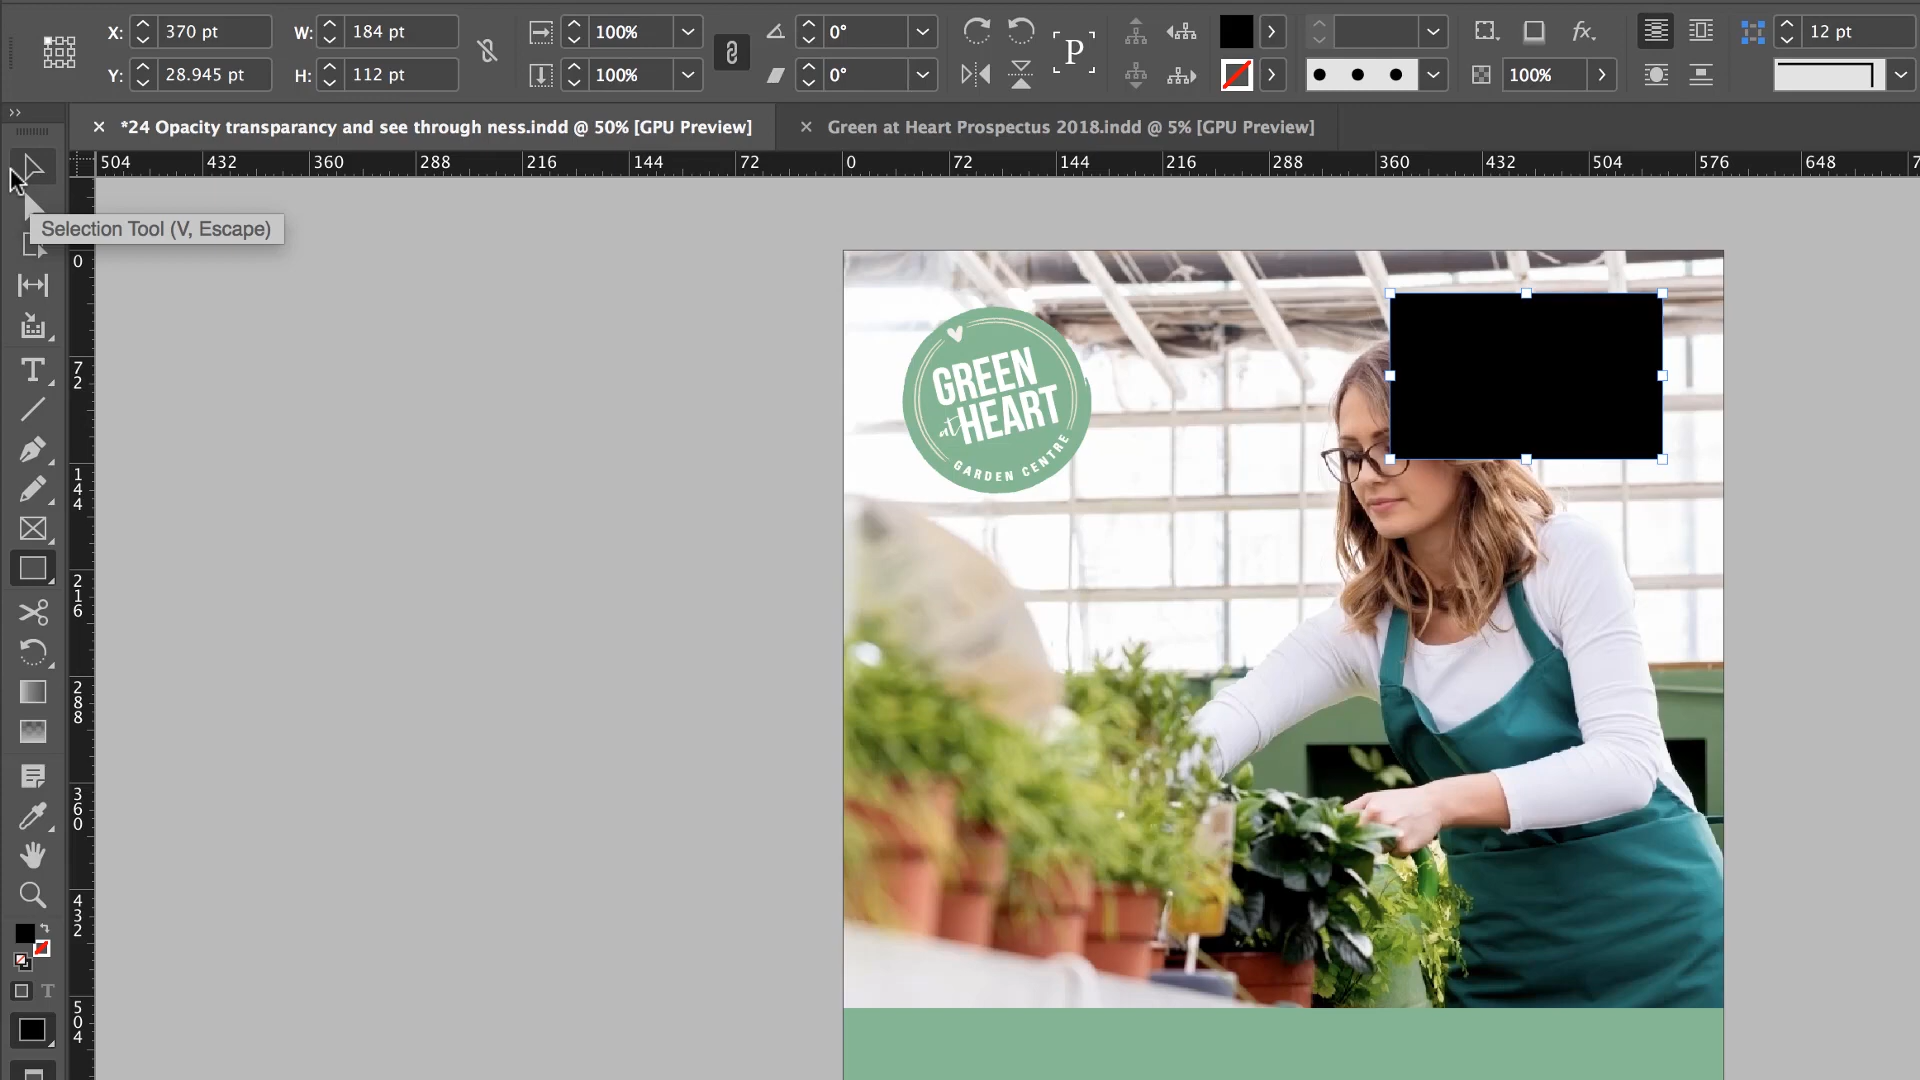 X: 370 pt W: 184 pt 100% 0° 12 pt
Y: 28.945 pt H: 112 pt 100% 0° P fx. 100%
*24 Opacity transparancy and see through ness.indd @ 50% [GPU Preview] Green at Heart Prospectus 2018.indd @ 5% [GPU Preview]
504 432 360 288 216 144 72 0 72 144 216 288 360 432 504 576 648 7
Selection Tool (V, Escape)
0
72
144
216
288
360
432
504
GREEN
at HEART
GARDEN CENTRE